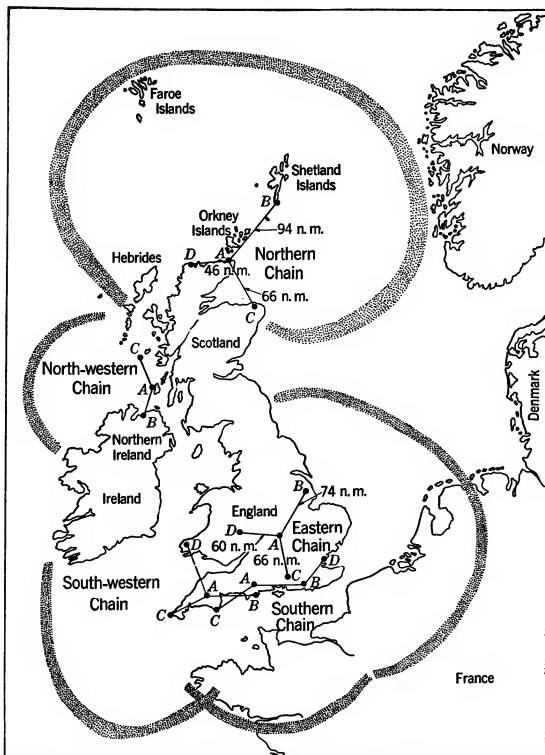 Faroe
Islands
Norway
Shetland
Islands
B
Orkney
Islands
94 n. m.
Hebrides
D
A
Northern
Chain
46 n. m.
66 n. m.
C
Scotland
C
North-western
Chain
A
B
Northern
Ireland
Denmark
Ireland
England
B
74 n. m.
D
A
Eastern
Chain
60 n. m.
66 n. m.
D
C
D
South-western
Chain
A
A
B
B
C
C
Southern
Chain
France